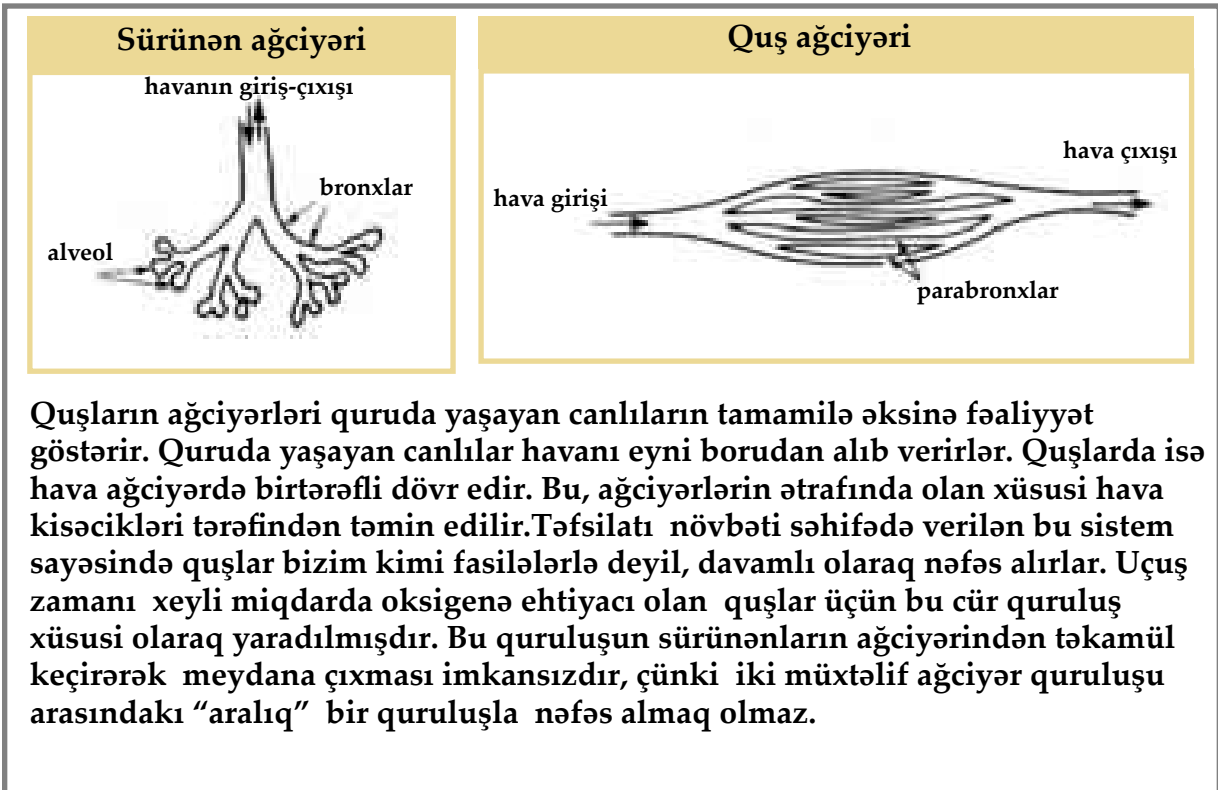 Sürünən ağciyəri
havanın giriş-çıxışı
bronxlar
alveol
Quş ağciyəri
hava girişi
hava çıxışı
parabronxlar
Quşların ağciyərləri quruda yaşayan canlıların tamamilə əksinə fəaliyyət
göstərir. Quruda yaşayan canlılar havanı eyni borudan alıb verirlər. Quşlarda isə
hava ağciyərdə birtərəfli dövr edir. Bu, ağciyərlərin ətrafında olan xüsusi hava
kisəcikləri tərəfindən təmin edilir.Təfsilatı növbəti səhifədə verilən bu sistem
sayəsində quşlar bizim kimi fasilələrlə deyil, davamlı olaraq nəfəs alırlar. Uçuş
zamanı xeyli miqdarda oksigenə ehtiyacı olan quşlar üçün bu cür quruluş
xüsusi olaraq yaradılmışdır. Bu quruluşun sürünənların ağciyərindən təkamül
keçirərək meydana çıxması imkansızdır, çünki iki müxtəlif ağciyər quruluşu
arasındakı “aralıq” bir quruluşla nəfəs almaq olmaz.